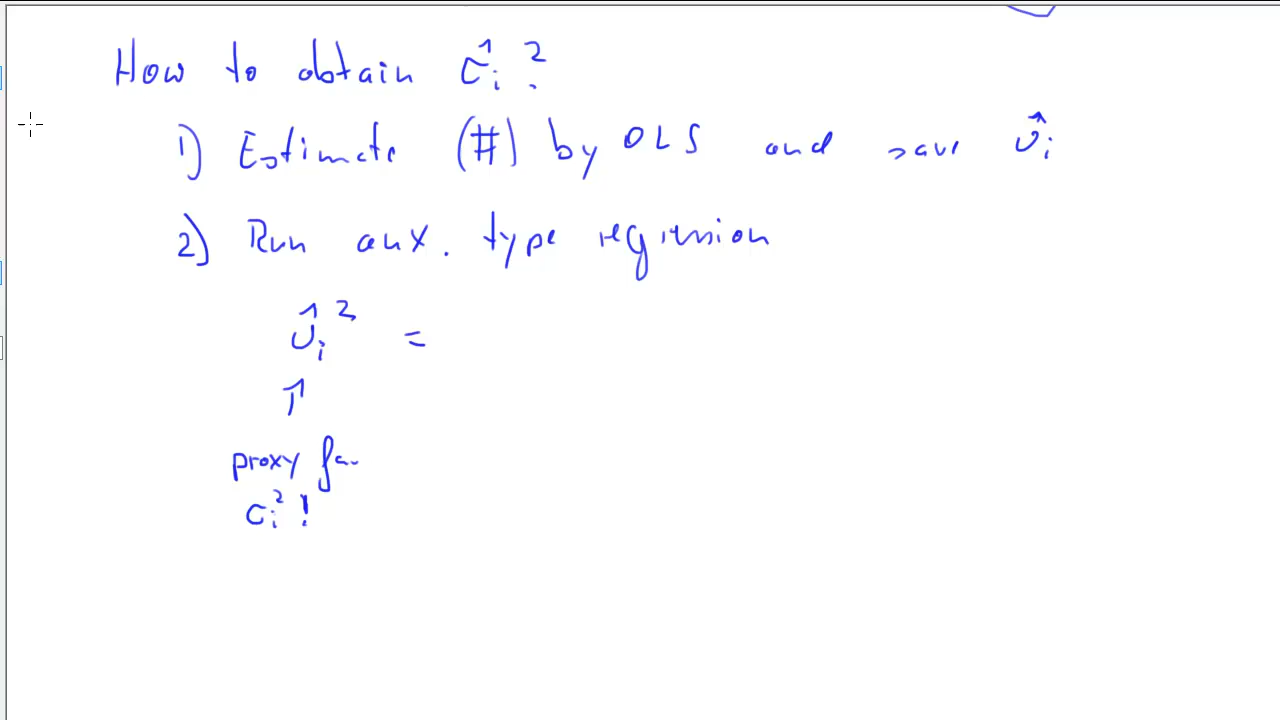 How to obtain σ̂ᵢ?
1) Estimate (#) by OLS and save ûᵢ
2) Run aux. type regression
ûᵢ² =
↑
proxy for
σᵢ² !